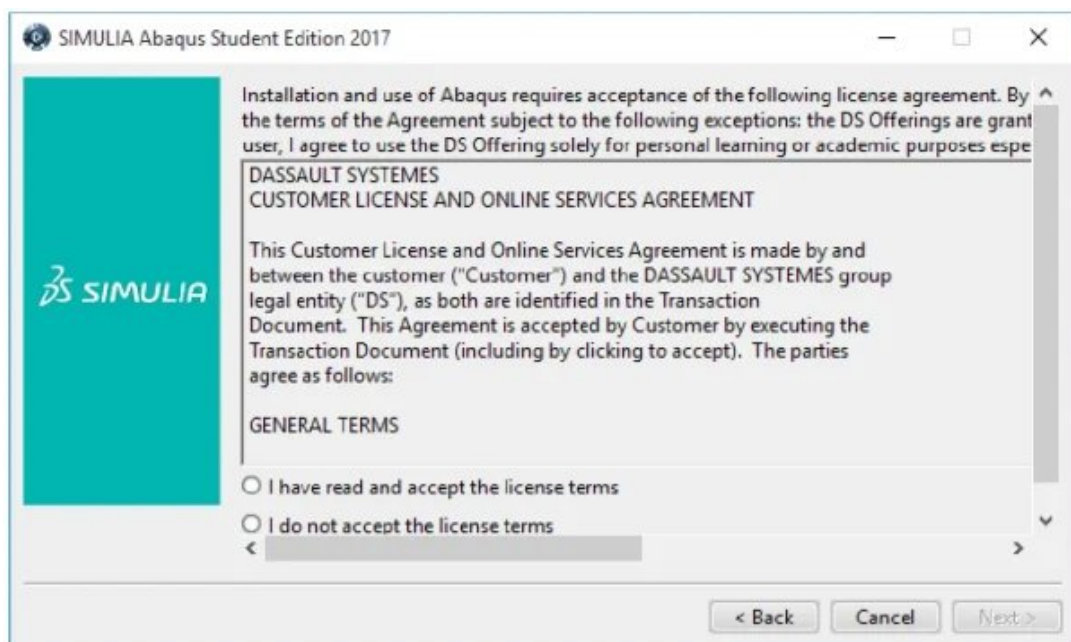 SIMULIA Abaqus Student Edition 2017
Installation and use of Abaqus requires acceptance of the following license agreement. By
the terms of the Agreement subject to the following exceptions: the DS Offerings are grant
user, I agree to use the DS Offering solely for personal learning or academic purposes espe
DASSAULT SYSTEMES
CUSTOMER LICENSE AND ONLINE SERVICES AGREEMENT
This Customer License and Online Services Agreement is made by and
between the customer ("Customer") and the DASSAULT SYSTEMES group
legal entity ("DS"), as both are identified in the Transaction
Document.  This Agreement is accepted by Customer by executing the
Transaction Document (including by clicking to accept).  The parties
agree as follows:
GENERAL TERMS
SIMULIA
I have read and accept the license terms
I do not accept the license terms
< Back
Cancel
Next >